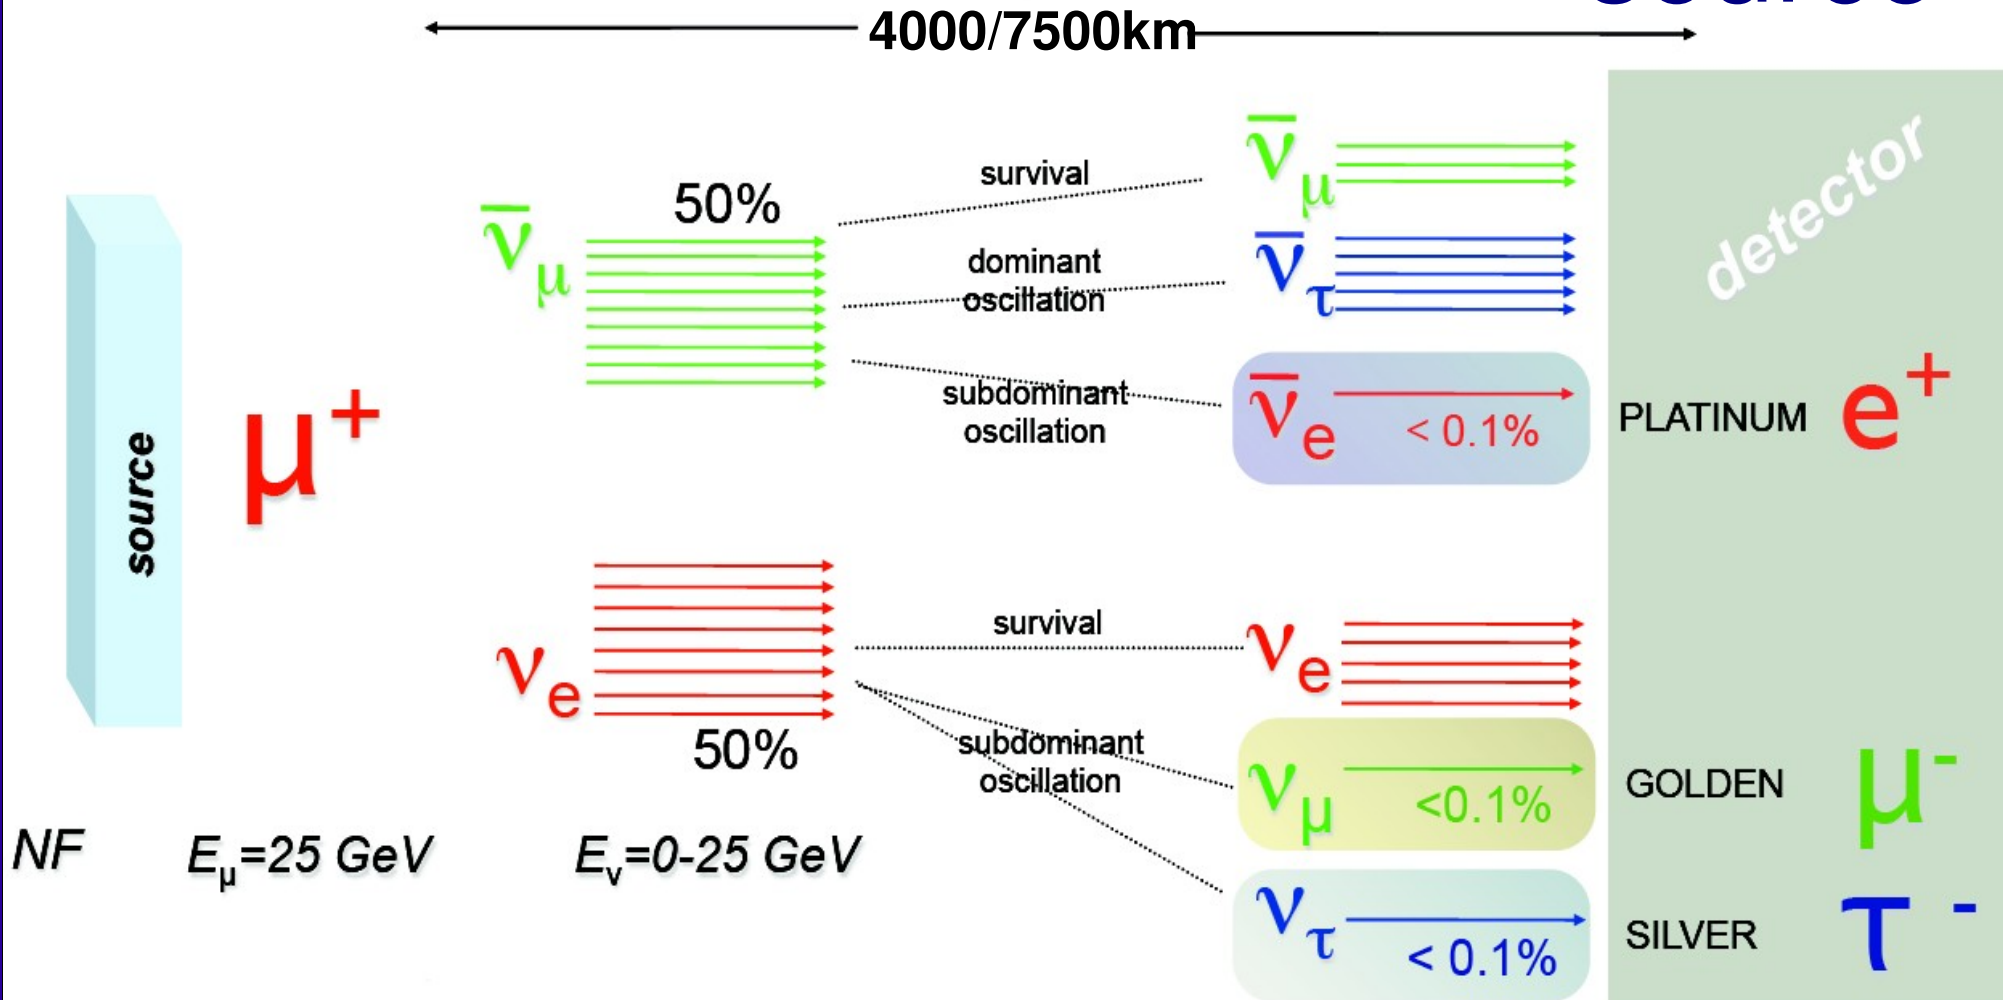 4000/7500km
detector
source
μ⁺
ν̄μ
50%
survival
ν̄μ
dominant
oscillation
ν̄τ
subdominant
oscillation
ν̄e
< 0.1%
PLATINUM
e⁺
νe
50%
survival
νe
subdominant
oscillation
νμ
<0.1%
GOLDEN
μ⁻
ντ
< 0.1%
SILVER
τ⁻
NF
Eμ=25 GeV
Eν=0-25 GeV